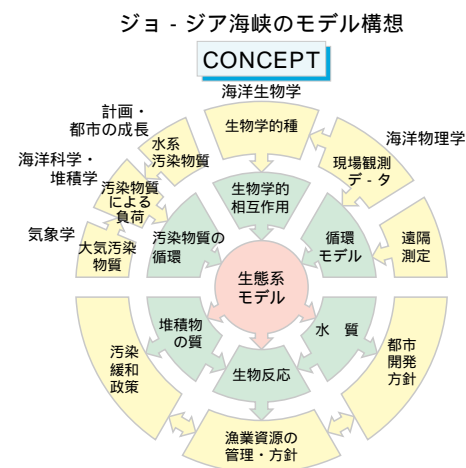 ジョ - ジア海峡のモデル構想
CONCEPT
海洋生物学
計画・
都市の成長
海洋科学・
堆積学
気象学
海洋物理学
生物学的種
水系
汚染物質
汚染物質
による
負荷
大気汚染
物質
現場観測
デ - タ
遠隔
測定
生物学的
相互作用
汚染物質の
循環
循環
モデル
生態系
モデル
堆積物
の質
水 質
生物反応
汚染
緩和
政策
都市
開発
方針
漁業資源の
管理・方針